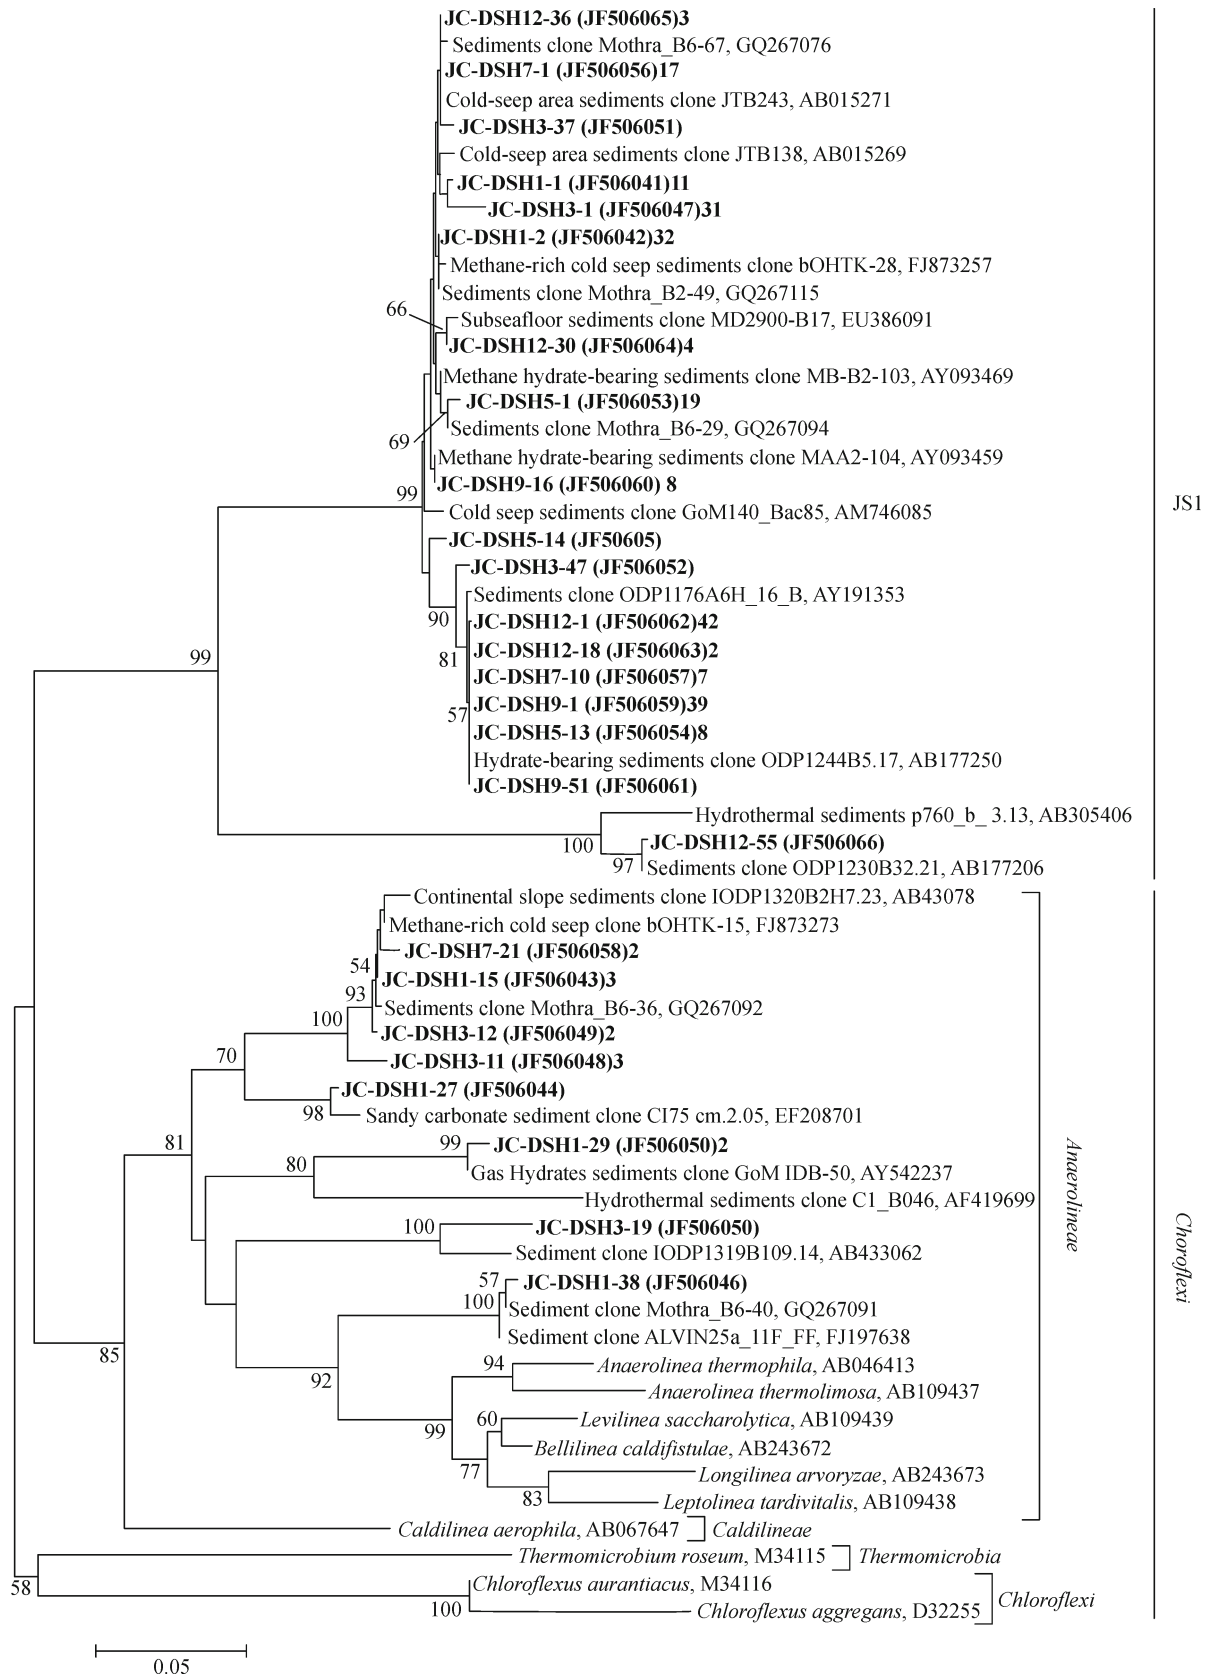 JC-DSH12-36 (JF506065)3
Sediments clone Mothra_B6-67, GQ267076
JC-DSH7-1 (JF506056)17
Cold-seep area sediments clone JTB243, AB015271
JC-DSH3-37 (JF506051)
Cold-seep area sediments clone JTB138, AB015269
JC-DSH1-1 (JF506041)11
JC-DSH3-1 (JF506047)31
JC-DSH1-2 (JF506042)32
Methane-rich cold seep sediments clone bOHTK-28, FJ873257
Sediments clone Mothra_B2-49, GQ267115
66
Subseafloor sediments clone MD2900-B17, EU386091
JC-DSH12-30 (JF506064)4
Methane hydrate-bearing sediments clone MB-B2-103, AY093469
JC-DSH5-1 (JF506053)19
Sediments clone Mothra_B6-29, GQ267094
69
Methane hydrate-bearing sediments clone MAA2-104, AY093459
JC-DSH9-16 (JF506060) 8
99
Cold seep sediments clone GoM140_Bac85, AM746085
JS1
JC-DSH5-14 (JF50605)
JC-DSH3-47 (JF506052)
Sediments clone ODP1176A6H_16_B, AY191353
90
JC-DSH12-1 (JF506062)42
JC-DSH12-18 (JF506063)2
99
81
JC-DSH7-10 (JF506057)7
JC-DSH9-1 (JF506059)39
57
JC-DSH5-13 (JF506054)8
Hydrate-bearing sediments clone ODP1244B5.17, AB177250
JC-DSH9-51 (JF506061)
Hydrothermal sediments p760_b_ 3.13, AB305406
100
JC-DSH12-55 (JF506066)
97
Sediments clone ODP1230B32.21, AB177206
Continental slope sediments clone IODP1320B2H7.23, AB43078
Methane-rich cold seep clone bOHTK-15, FJ873273
JC-DSH7-21 (JF506058)2
54
JC-DSH1-15 (JF506043)3
93
Sediments clone Mothra_B6-36, GQ267092
100
JC-DSH3-12 (JF506049)2
70
JC-DSH3-11 (JF506048)3
JC-DSH1-27 (JF506044)
98
Sandy carbonate sediment clone CI75 cm.2.05, EF208701
81
99
JC-DSH1-29 (JF506050)2
80
Gas Hydrates sediments clone GoM IDB-50, AY542237
Hydrothermal sediments clone C1_B046, AF419699
Anaerolineae
Choroflexi
100
JC-DSH3-19 (JF506050)
Sediment clone IODP1319B109.14, AB433062
57
JC-DSH1-38 (JF506046)
100
Sediment clone Mothra_B6-40, GQ267091
Sediment clone ALVIN25a_11F_FF, FJ197638
85
94
Anaerolinea thermophila, AB046413
92
Anaerolinea thermolimosa, AB109437
60
Levilinea saccharolytica, AB109439
99
Bellilinea caldifistulae, AB243672
77
Longilinea arvoryzae, AB243673
83
Leptolinea tardivitalis, AB109438
Caldilinea aerophila, AB067647
Caldilineae
Thermomicrobium roseum, M34115
Thermomicrobia
58
Chloroflexus aurantiacus, M34116
100
Chloroflexus aggregans, D32255
Chloroflexi
0.05